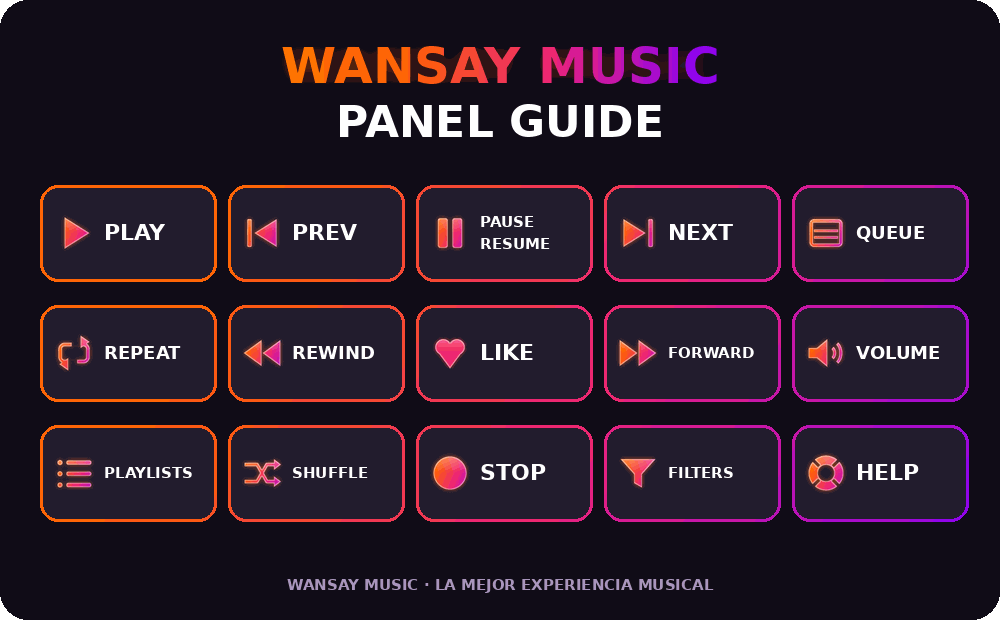 WANSAY MUSIC
PANEL GUIDE
PLAY
PREV
PAUSE
RESUME
NEXT
QUEUE
REPEAT
REWIND
LIKE
FORWARD
VOLUME
PLAYLISTS
SHUFFLE
STOP
FILTERS
HELP
WANSAY MUSIC · LA MEJOR EXPERIENCIA MUSICAL